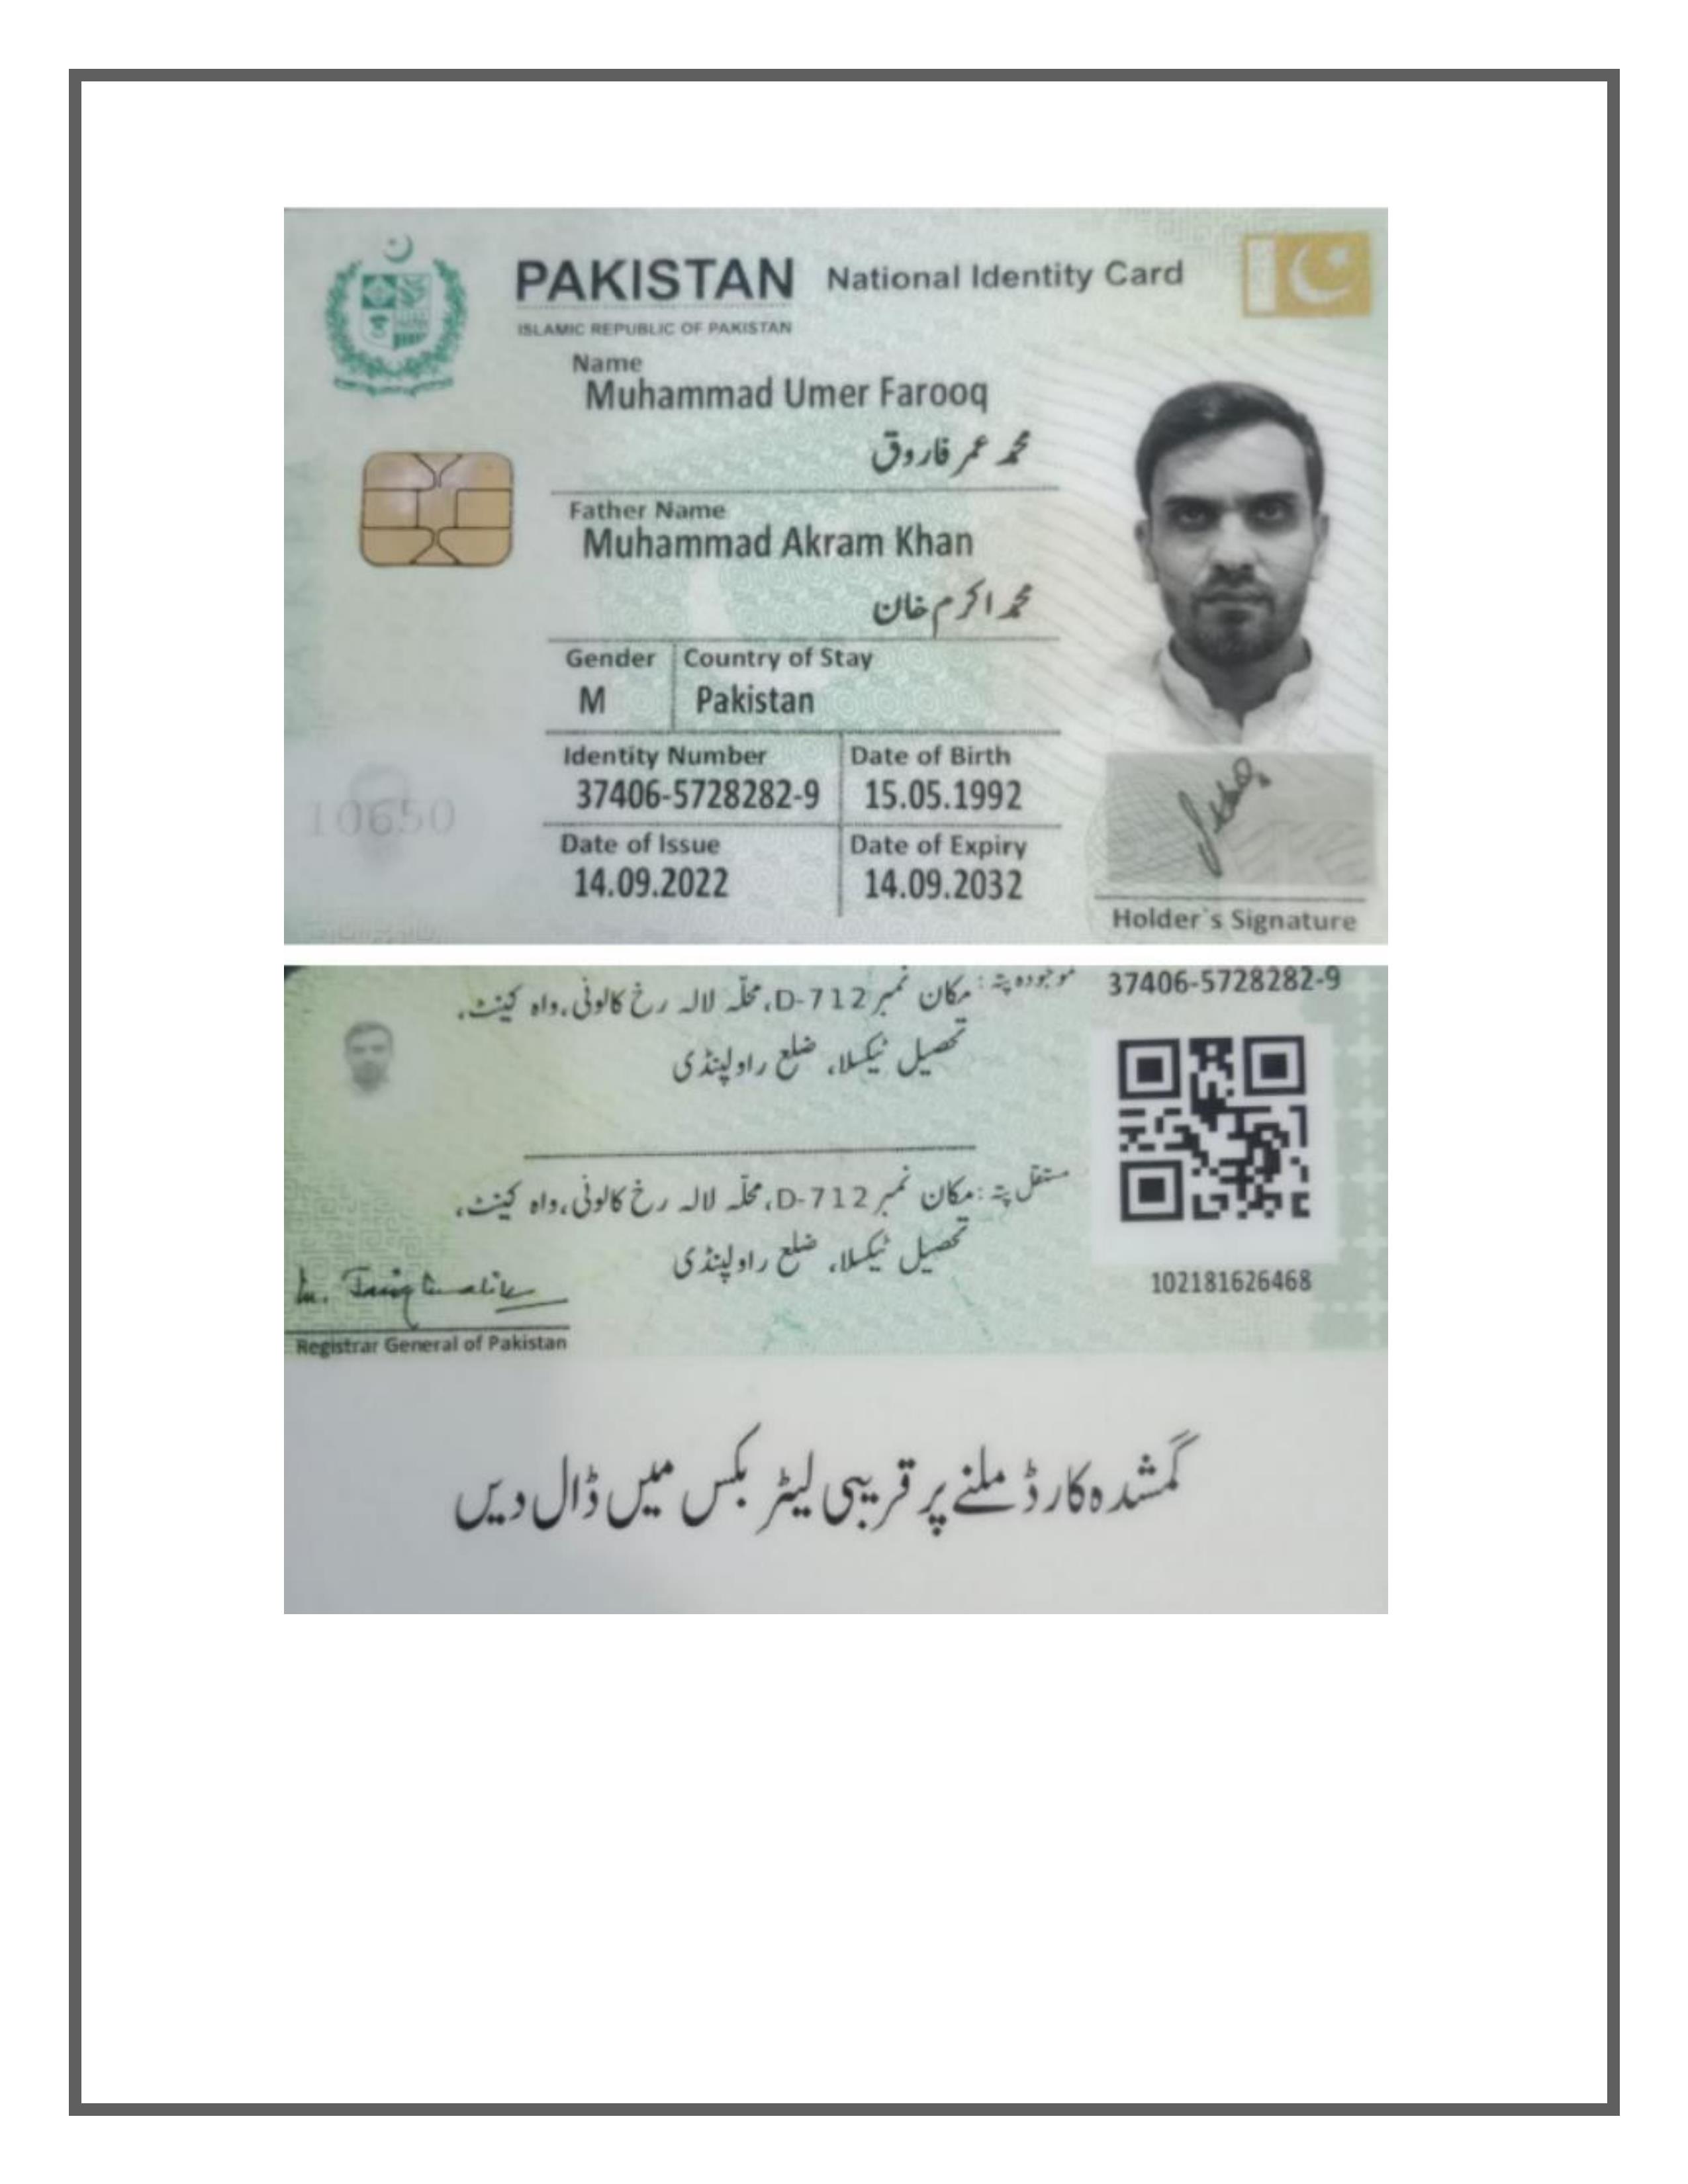 PAKISTAN National Identity Card
ISLAMIC REPUBLIC OF PAKISTAN
Name
Muhammad Umer Farooq
محمد عمر فاروق
Father Name
Muhammad Akram Khan
محمد اکرم خان
Gender Country of Stay
M Pakistan
Identity Number Date of Birth
37406-5728282-9 15.05.1992
10650
Date of Issue Date of Expiry
14.09.2022 14.09.2032
Holder`s Signature
37406-5728282-9
موجودہ پتہ: مکان نمبر D-712، محلّہ لالہ رخ کالونی، واہ کینٹ،
تحصیل ٹیکسلا، ضلع راولپنڈی
مستقل پتہ: مکان نمبر D-712، محلّہ لالہ رخ کالونی، واہ کینٹ،
تحصیل ٹیکسلا، ضلع راولپنڈی
102181626468
Registrar General of Pakistan
گمشدہ کارڈ ملنے پر قریبی لیٹر بکس میں ڈال دیں